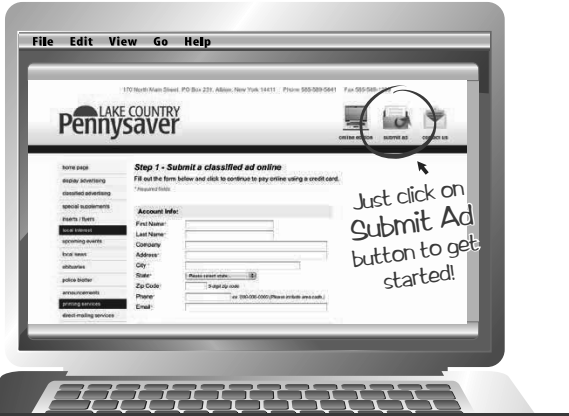 File Edit View Go Help
170 North Main Street, PO Box 231, Albion, New York 14411 Phone 585-589-5641 Fax 585-589-
LAKE COUNTRY
Pennysaver
online edition submit ad contact us
home page
display advertising
classified advertising
special supplements
inserts / flyers
local interest
upcoming events
local news
obituaries
police blotter
announcements
printing services
direct-mailing services
Step 1 - Submit a classified ad online
Fill out the form below and click to continue to pay online using a credit card.
* Required fields
Account Info:
First Name*
Last Name*
Company
Address*
City*
State* Please select state...
Zip Code* 5 digit zip code
Phone* ex. (Please include area code.)
Email*
Just click on
Submit Ad
button to get
started!